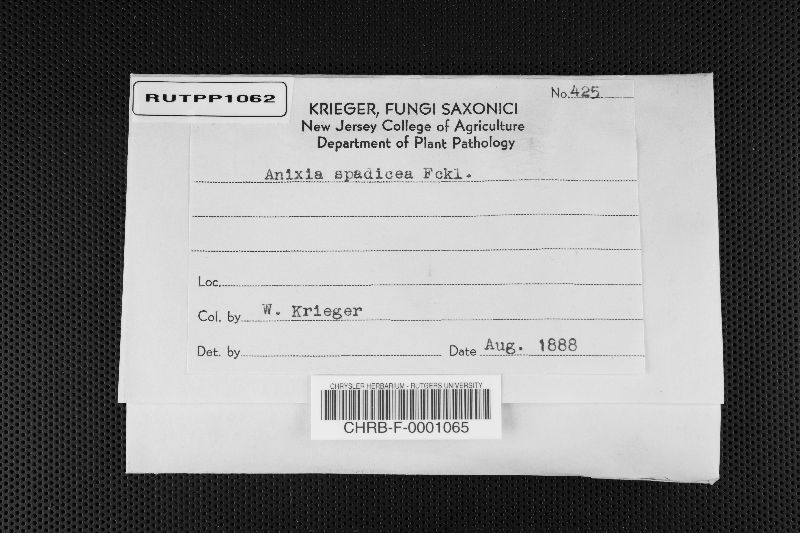 RUTPP1062
No. 425
KRIEGER, FUNGI SAXONICI
New Jersey College of Agriculture
Department of Plant Pathology
Anixia spadicea Fckl.
Loc.
Col. by W. Krieger
Det. by Date Aug. 1888
CHRYSLER HERBARIUM - RUTGERS UNIVERSITY
CHRB-F-0001065